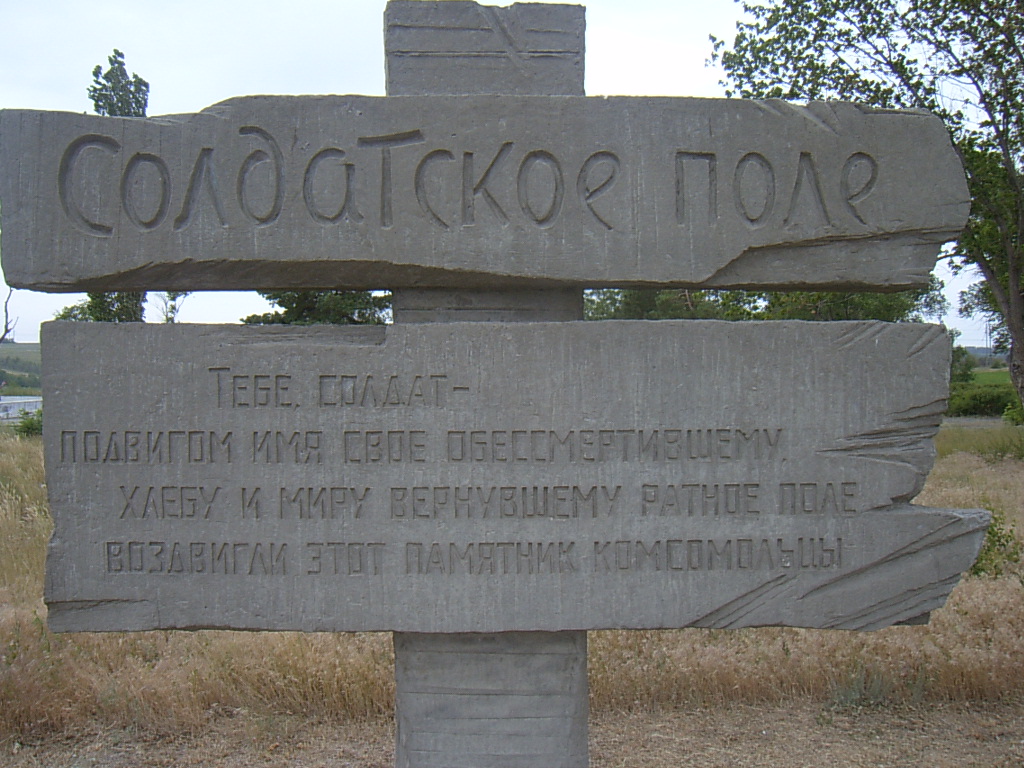 Солдатское поле
Тебе, солдат-
подвигом имя свое обессмертившему,
хлебу и миру вернувшему ратное поле
воздвигли этот памятник комсомольцы